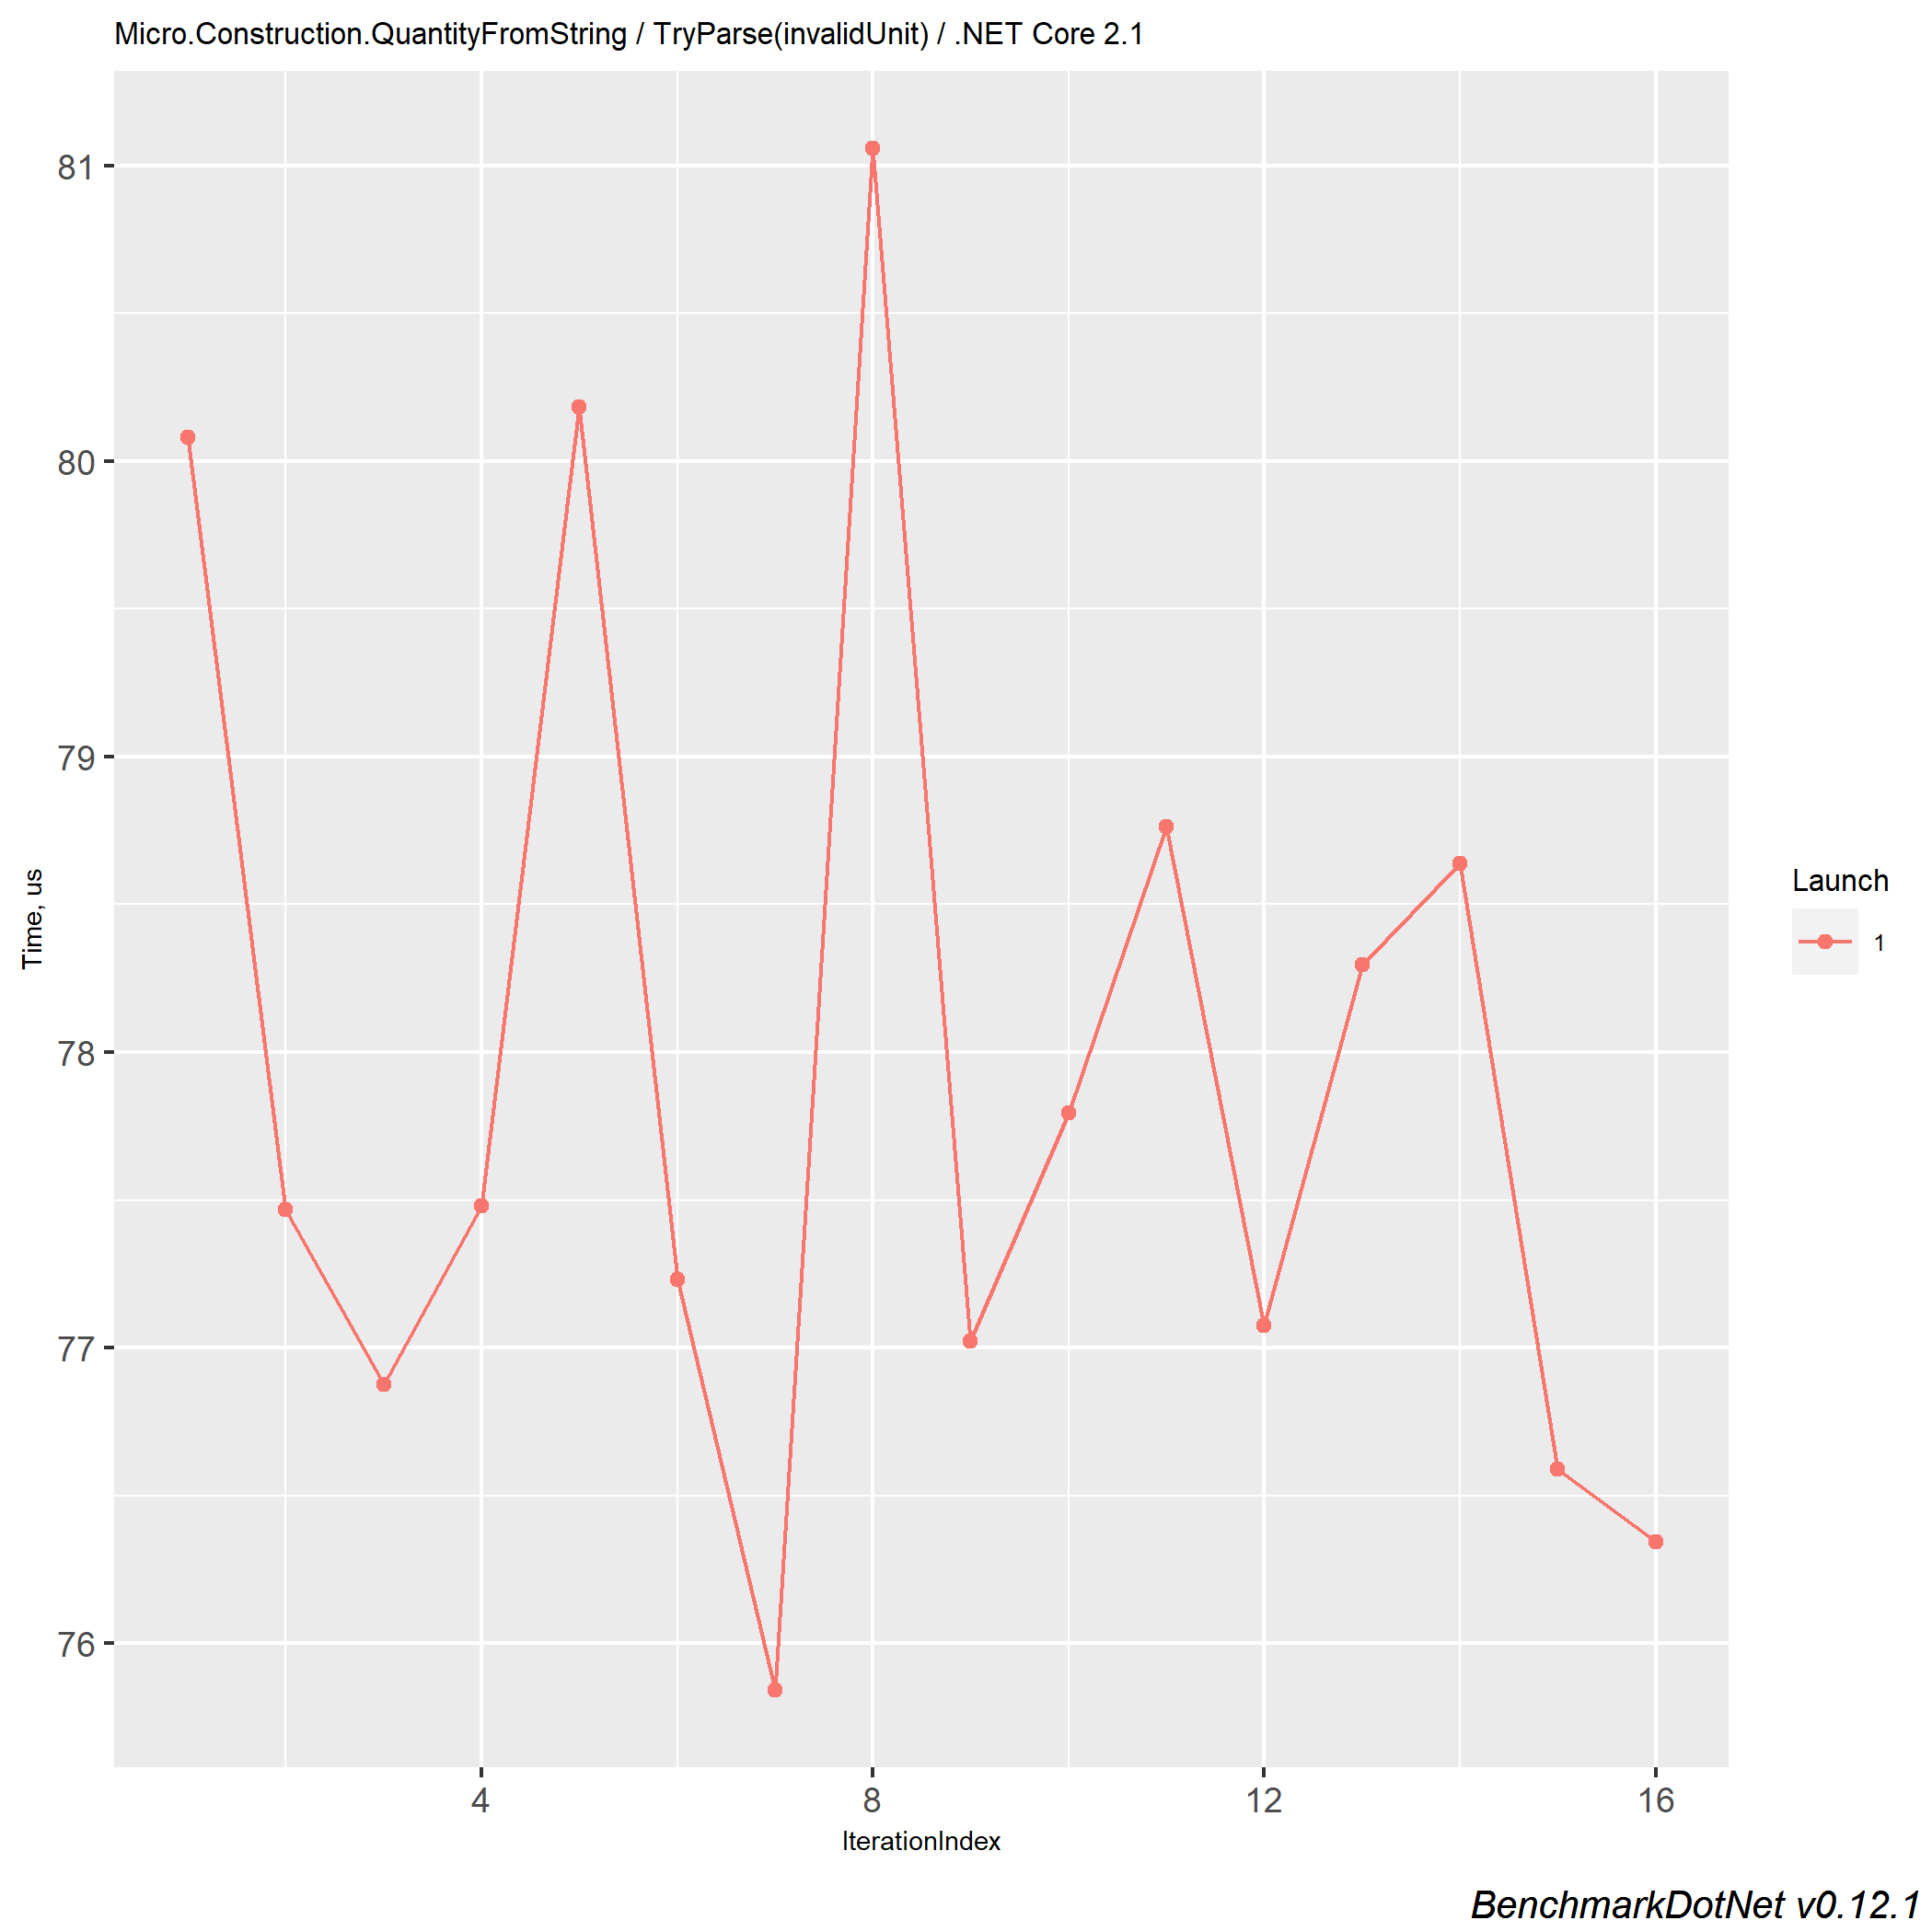 Micro.Construction.QuantityFromString / TryParse(invalidUnit) / .NET Core 2.1
81
80
79
78
77
76
Time, us
4 8 12 16
IterationIndex
Launch
1
BenchmarkDotNet v0.12.1